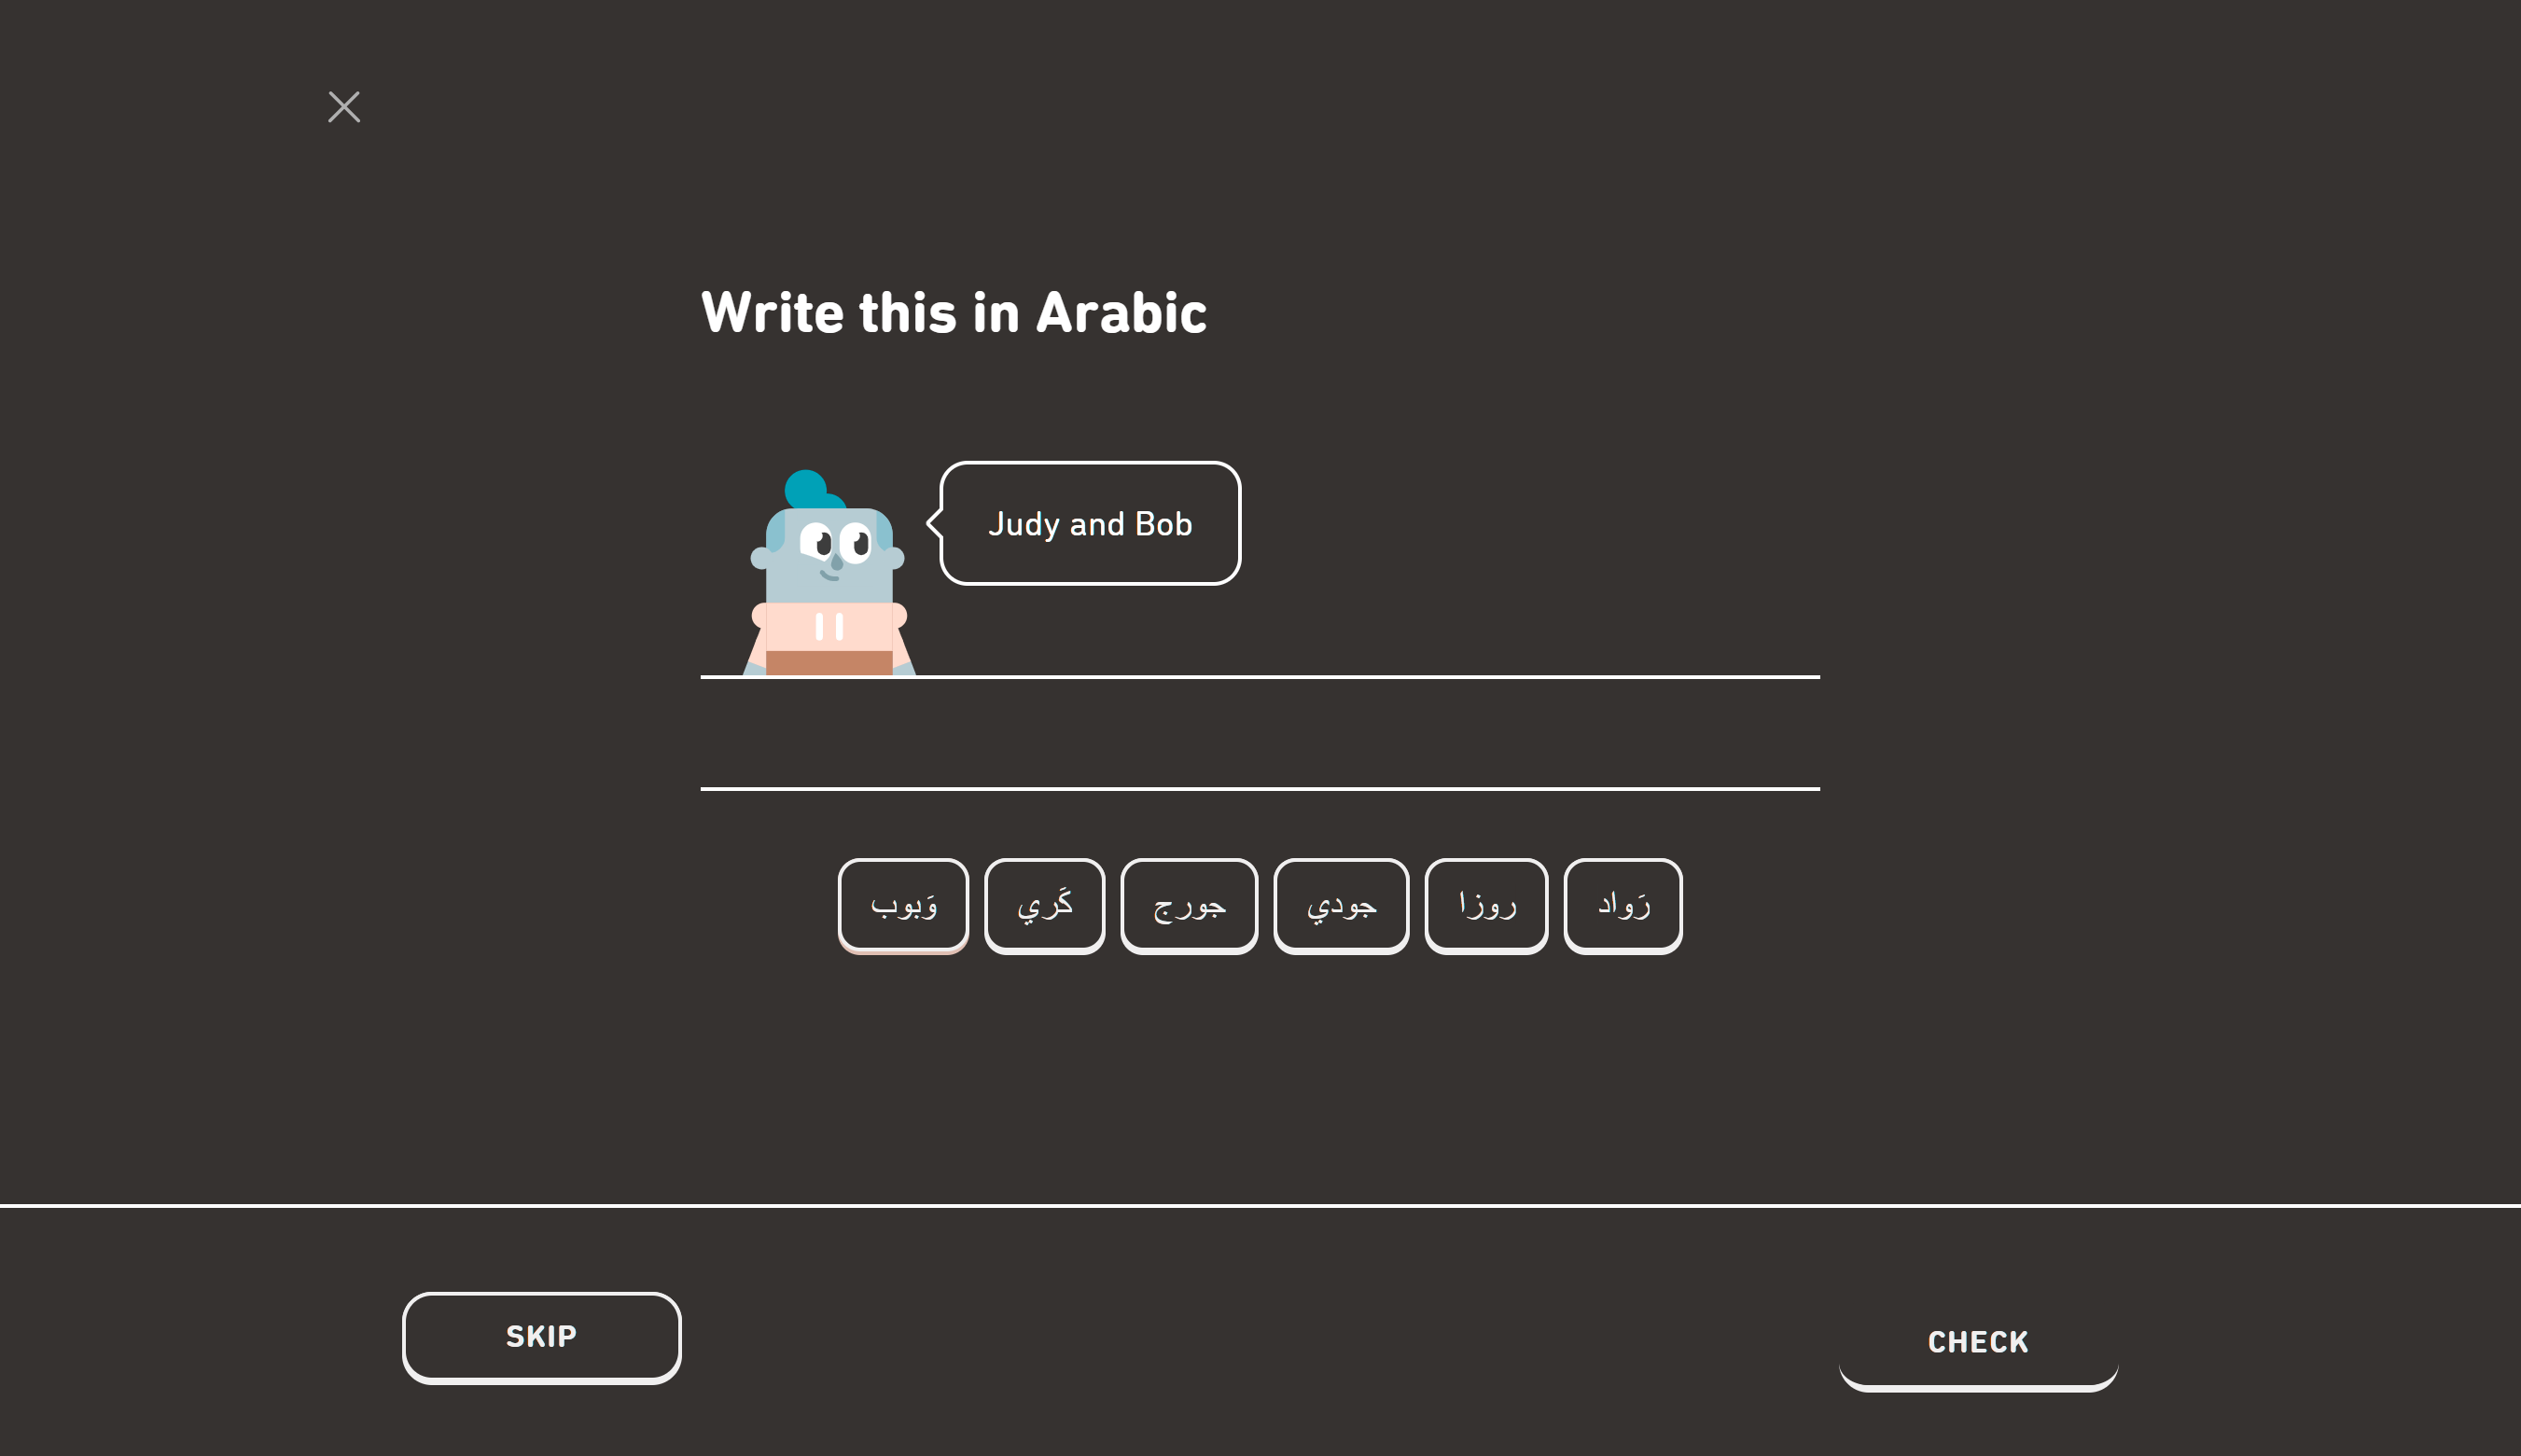 Write this in Arabic
Judy and Bob
وَبوب كَري جورج جودي روزا رَواد
SKIP
CHECK